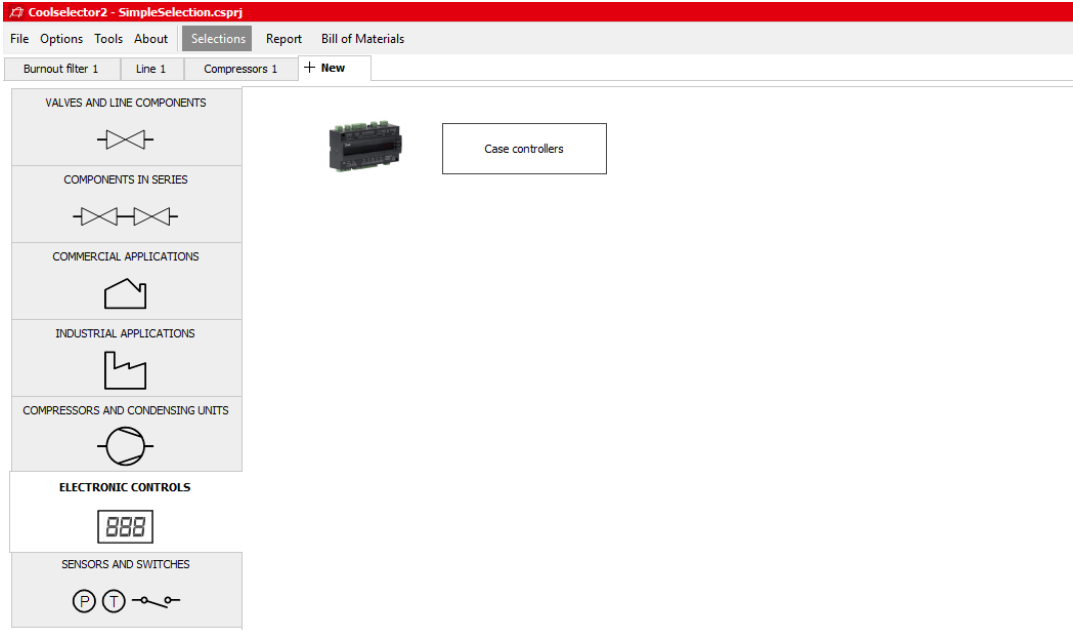 Coolselector2 - SimpleSelection.csprj
File Options Tools About Selections Report Bill of Materials
Burnout filter 1 Line 1 Compressors 1 + New
VALVES AND LINE COMPONENTS
Case controllers
COMPONENTS IN SERIES
COMMERCIAL APPLICATIONS
INDUSTRIAL APPLICATIONS
COMPRESSORS AND CONDENSING UNITS
ELECTRONIC CONTROLS
888
SENSORS AND SWITCHES
P T